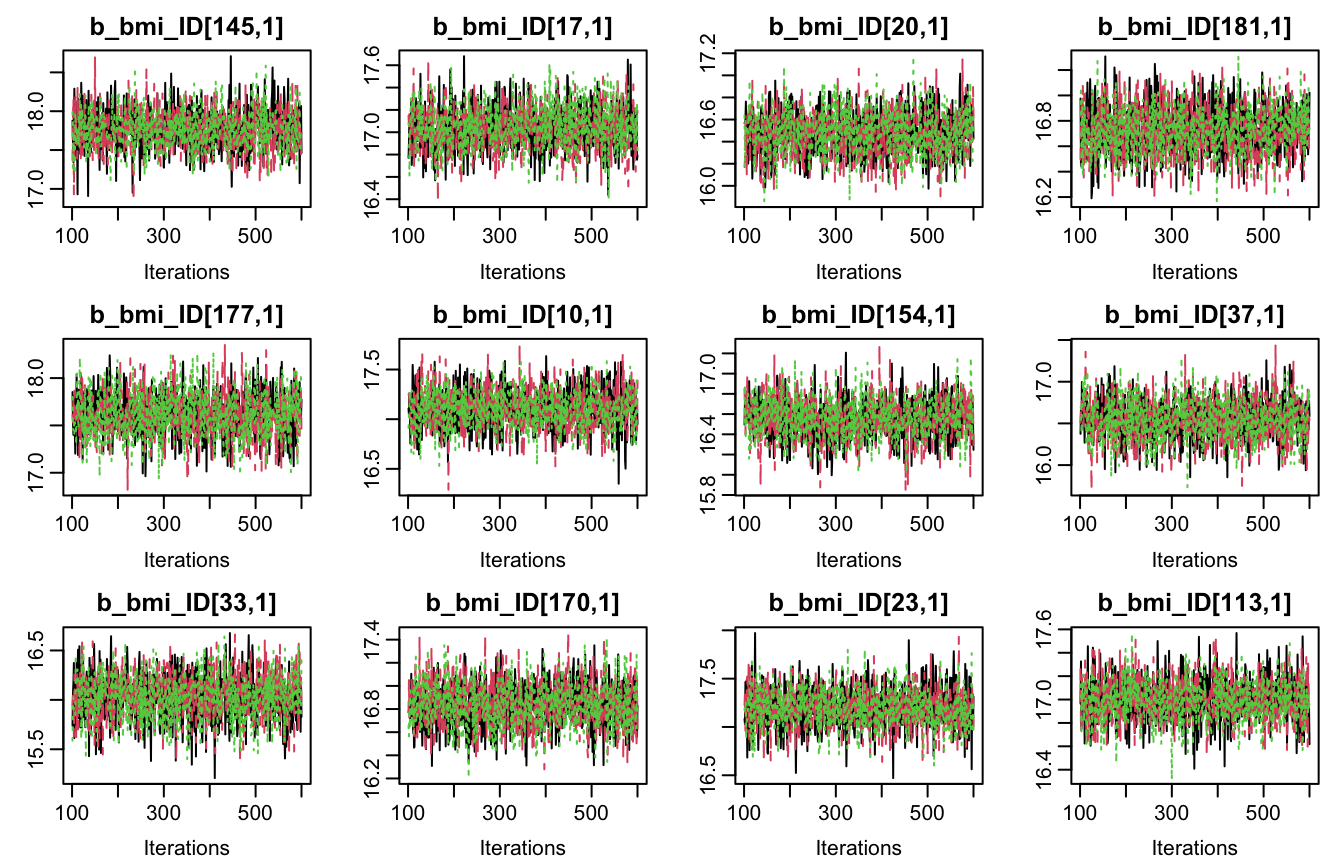 b_bmi_ID[145,1] b_bmi_ID[17,1] b_bmi_ID[20,1] b_bmi_ID[181,1]
17.0 18.0 16.4 17.0 17.6 16.0 16.6 17.2 16.2 16.8
100 300 500 100 300 500 100 300 500 100 300 500
Iterations Iterations Iterations Iterations
b_bmi_ID[177,1] b_bmi_ID[10,1] b_bmi_ID[154,1] b_bmi_ID[37,1]
17.0 18.0 16.5 17.5 15.8 16.4 17.0 16.0 17.0
100 300 500 100 300 500 100 300 500 100 300 500
Iterations Iterations Iterations Iterations
b_bmi_ID[33,1] b_bmi_ID[170,1] b_bmi_ID[23,1] b_bmi_ID[113,1]
15.5 16.5 16.2 16.8 17.4 16.5 17.5 16.4 17.0 17.6
100 300 500 100 300 500 100 300 500 100 300 500
Iterations Iterations Iterations Iterations